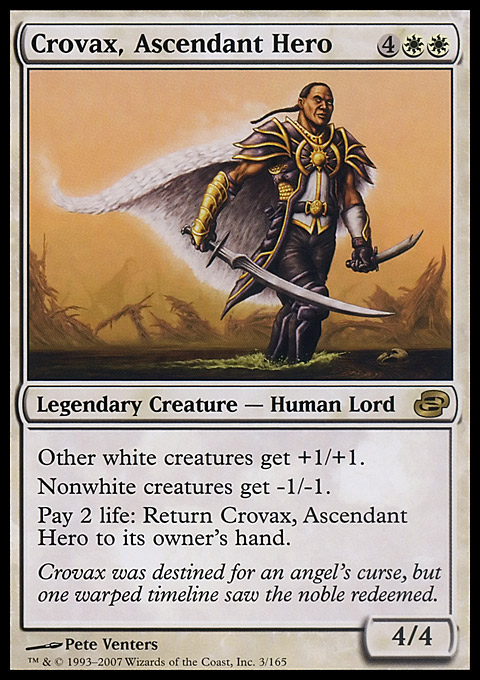 Crovax, Ascendant Hero 4
Legendary Creature — Human Lord
Other white creatures get +1/+1.
Nonwhite creatures get -1/-1.
Pay 2 life: Return Crovax, Ascendant
Hero to its owner's hand.
Crovax was destined for an angel's curse, but
one warped timeline saw the noble redeemed.
4/4
Pete Venters
™ & © 1993–2007 Wizards of the Coast, Inc. 3/165